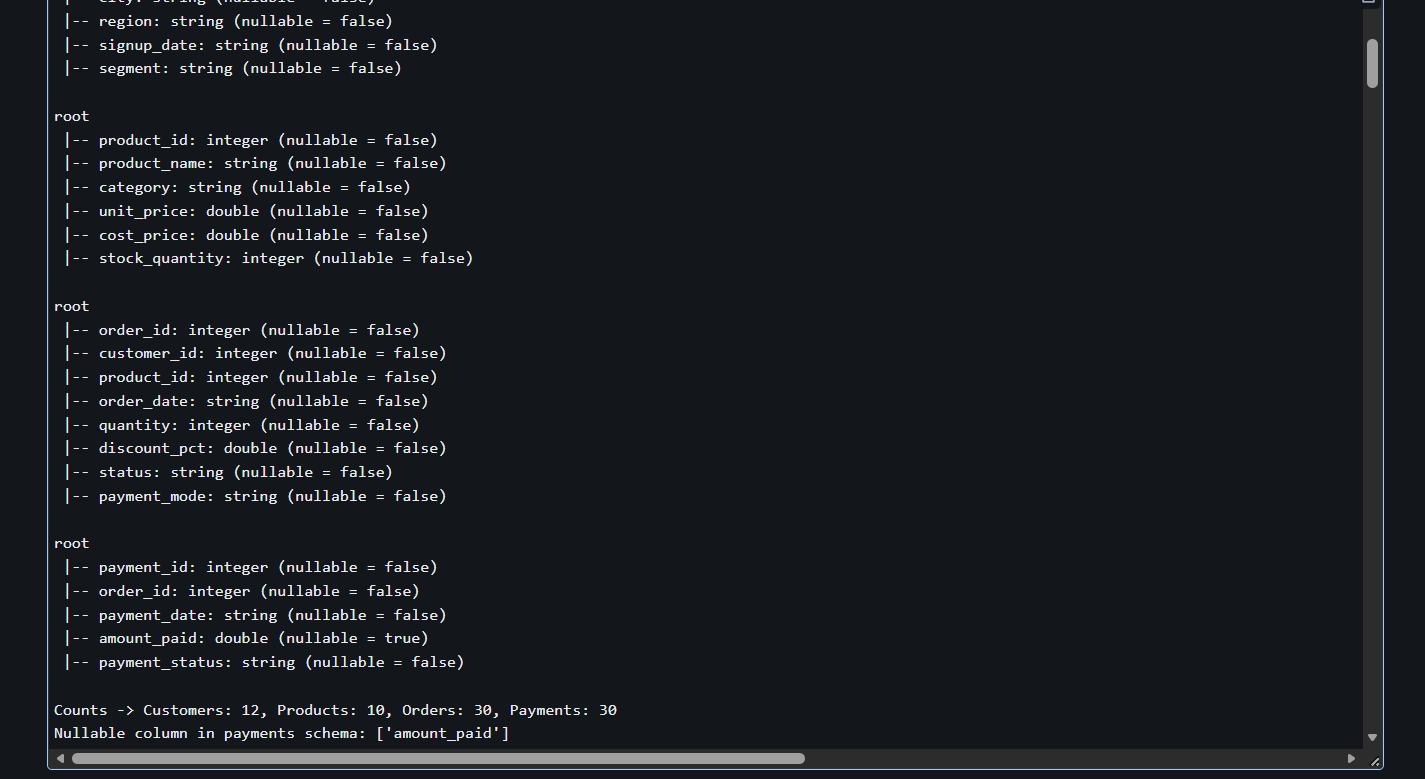 |-- region: string (nullable = false)
|-- signup_date: string (nullable = false)
|-- segment: string (nullable = false)
root
|-- product_id: integer (nullable = false)
|-- product_name: string (nullable = false)
|-- category: string (nullable = false)
|-- unit_price: double (nullable = false)
|-- cost_price: double (nullable = false)
|-- stock_quantity: integer (nullable = false)
root
|-- order_id: integer (nullable = false)
|-- customer_id: integer (nullable = false)
|-- product_id: integer (nullable = false)
|-- order_date: string (nullable = false)
|-- quantity: integer (nullable = false)
|-- discount_pct: double (nullable = false)
|-- status: string (nullable = false)
|-- payment_mode: string (nullable = false)
root
|-- payment_id: integer (nullable = false)
|-- order_id: integer (nullable = false)
|-- payment_date: string (nullable = false)
|-- amount_paid: double (nullable = true)
|-- payment_status: string (nullable = false)
Counts -> Customers: 12, Products: 10, Orders: 30, Payments: 30
Nullable column in payments schema: ['amount_paid']